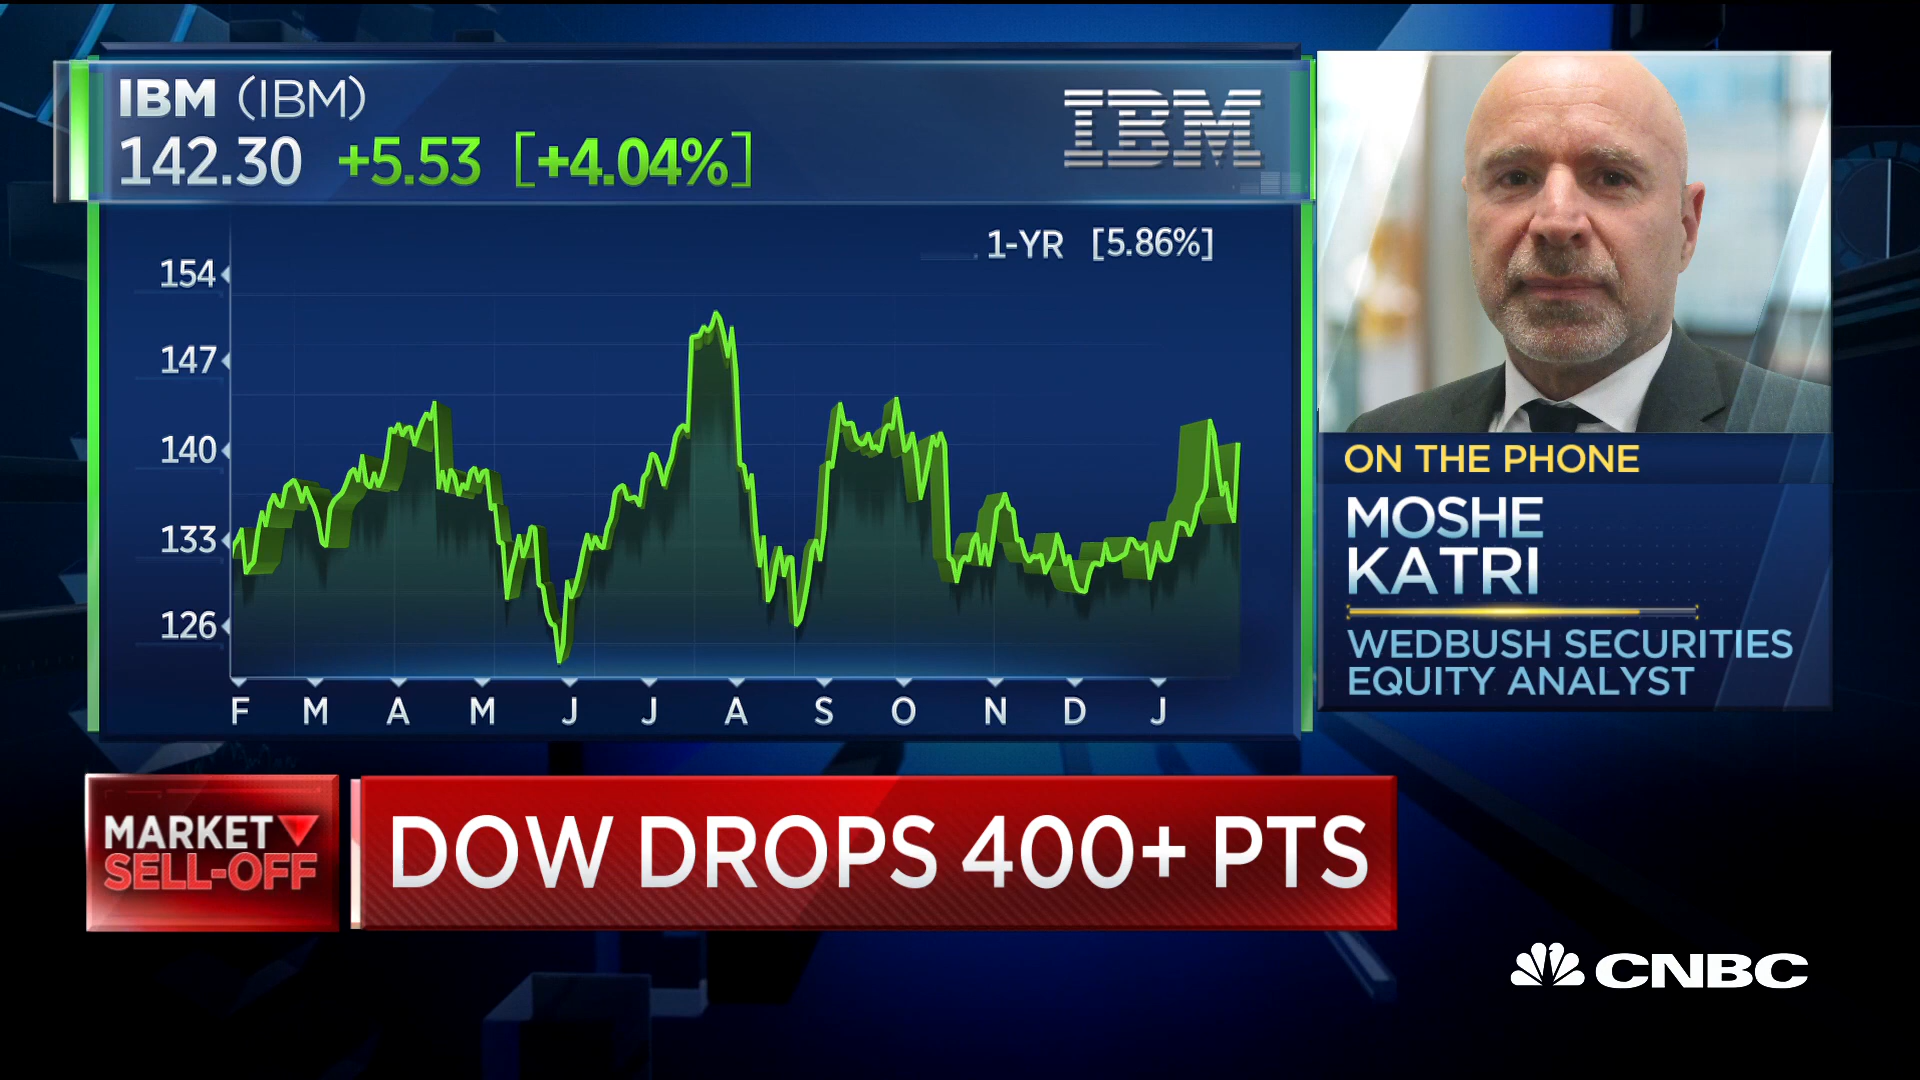 IBM (IBM)
142.30 +5.53 [+4.04%]
IBM
1-YR [5.86%]
154
147
140
133
126
F M A M J J A S O N D J
ON THE PHONE
MOSHE
KATRI
WEDBUSH SECURITIES
EQUITY ANALYST
MARKET
SELL-OFF
DOW DROPS 400+ PTS
CNBC